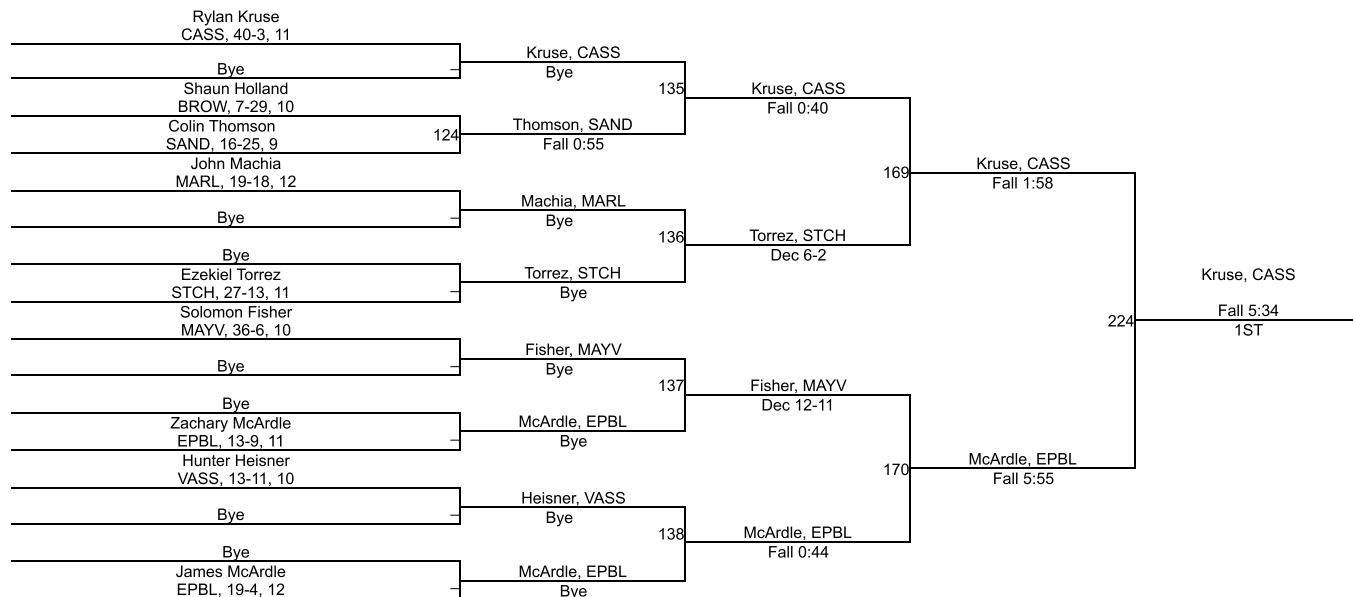 Rylan Kruse
CASS, 40-3, 11
Bye
Shaun Holland
BROW, 7-29, 10
Colin Thomson
SAND, 16-25, 9
John Machia
MARL, 19-18, 12
Bye
Bye
Ezekiel Torrez
STCH, 27-13, 11
Solomon Fisher
MAYV, 36-6, 10
Bye
Bye
Zachary McArdle
EPBL, 13-9, 11
Hunter Heisner
VASS, 13-11, 10
Bye
Bye
James McArdle
EPBL, 19-4, 12
124
Kruse, CASS
Bye
Thomson, SAND
Fall 0:55
Machia, MARL
Bye
Torrez, STCH
Bye
Fisher, MAYV
Bye
McArdle, EPBL
Bye
Heisner, VASS
Bye
McArdle, EPBL
Bye
135
136
137
138
Kruse, CASS
Fall 0:40
Torrez, STCH
Dec 6-2
Fisher, MAYV
Dec 12-11
McArdle, EPBL
Fall 0:44
169
170
Kruse, CASS
Fall 1:58
McArdle, EPBL
Fall 5:55
224
Kruse, CASS
Fall 5:34
1ST